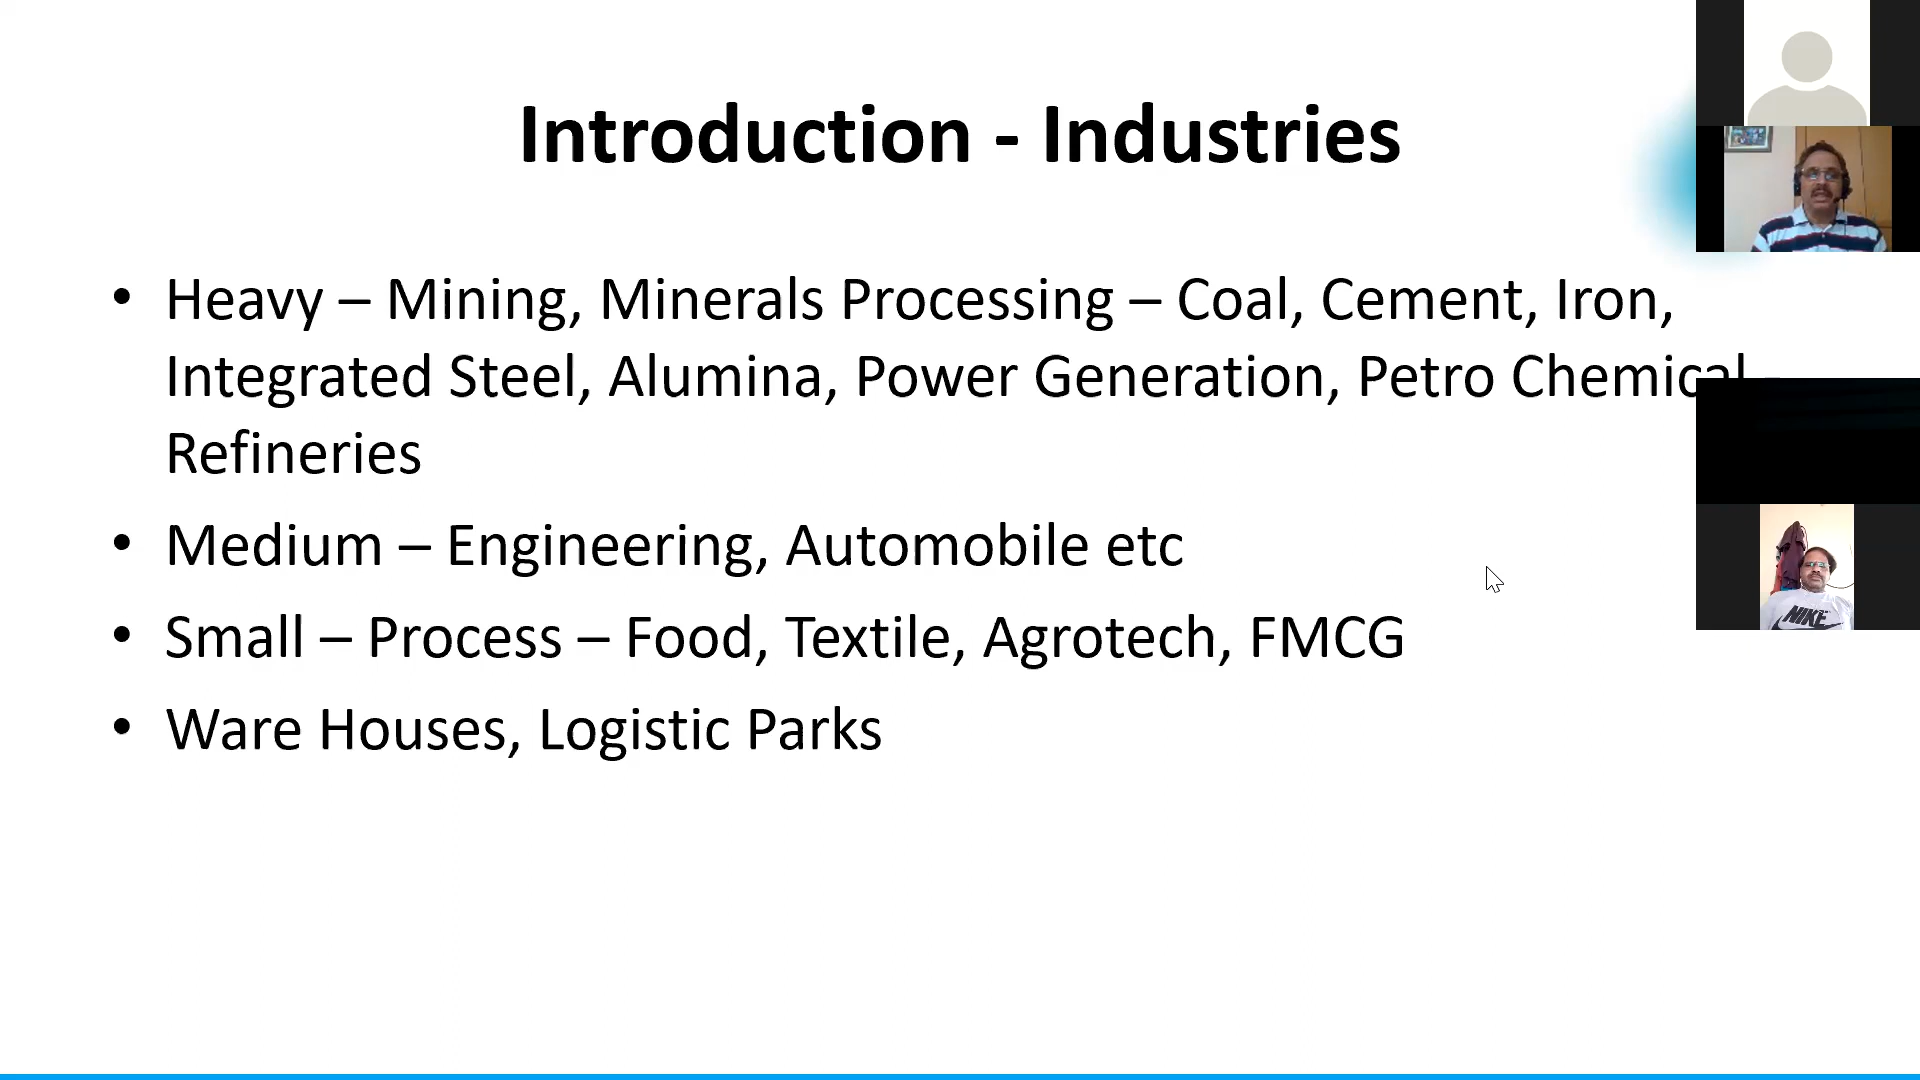 Introduction - Industries
• Heavy – Mining, Minerals Processing – Coal, Cement, Iron,
Integrated Steel, Alumina, Power Generation, Petro Chemical –
Refineries
• Medium – Engineering, Automobile etc
• Small – Process – Food, Textile, Agrotech, FMCG
• Ware Houses, Logistic Parks
NIKE